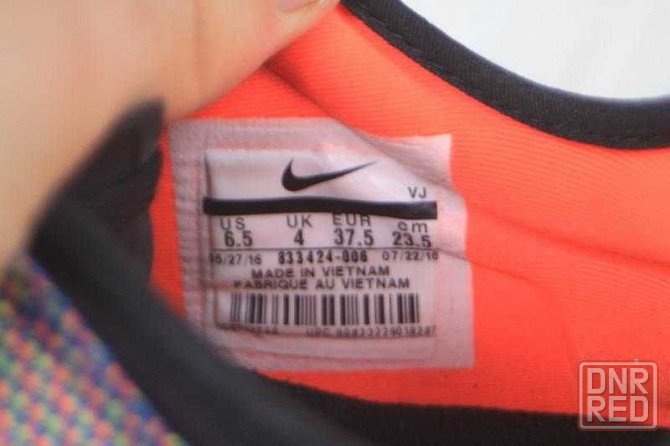 VJ
US UK EUR cm
6.5 4 37.5 23.5
05/27/16 833424-006 07/22/16
MADE IN VIETNAM
FABRIQUE AU VIETNAM
DNR
RED